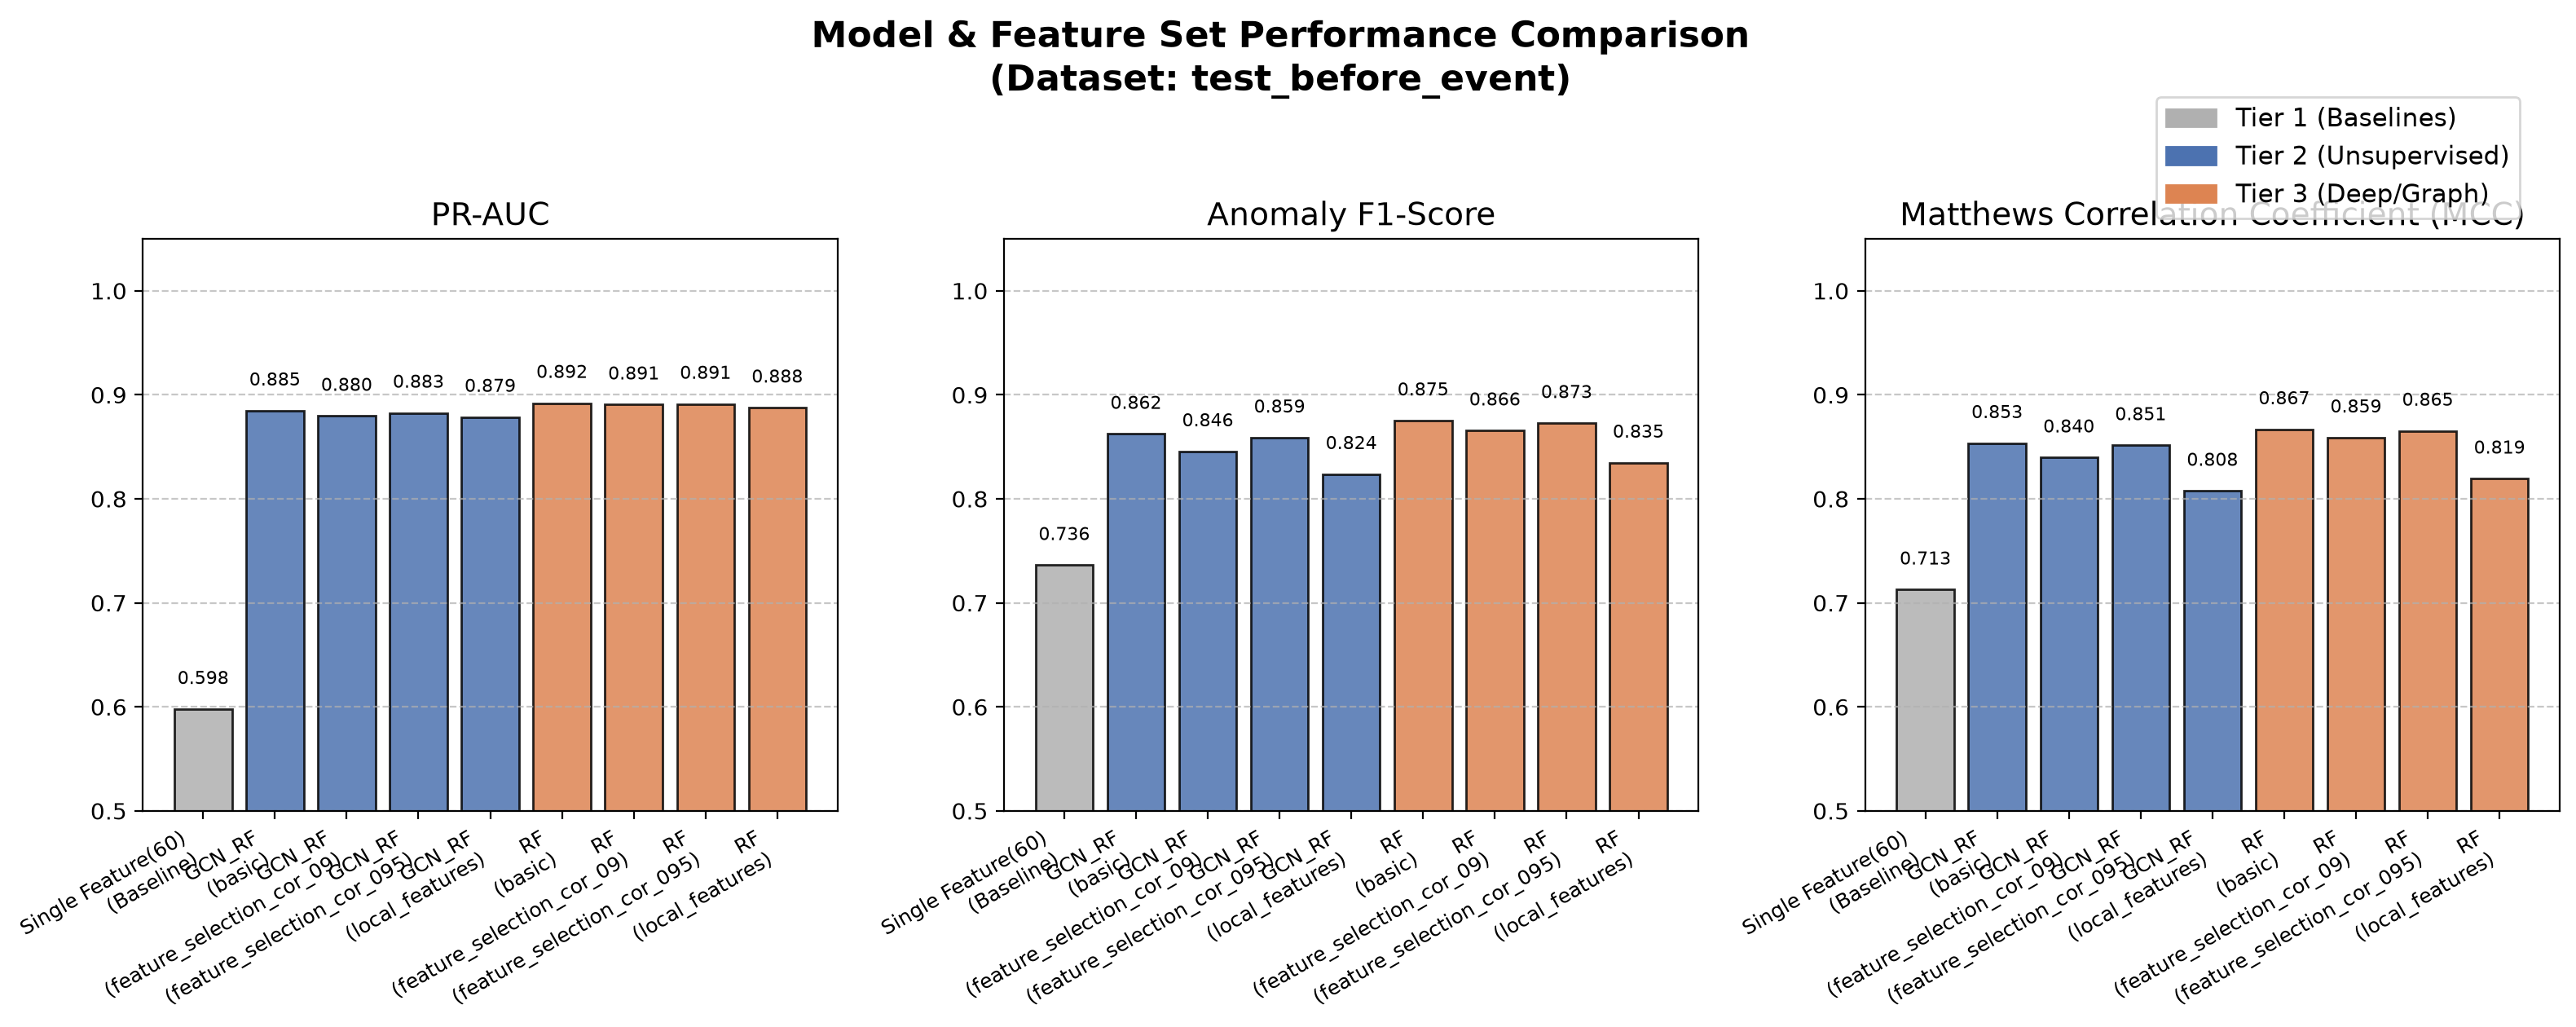 Model & Feature Set Performance Comparison
(Dataset: test_before_event)
Tier 1 (Baselines)
Tier 2 (Unsupervised)
Tier 3 (Deep/Graph)
PR-AUC
1.0
0.9
0.8
0.7
0.6
0.5
0.598
0.885
0.880
0.883
0.879
0.892
0.891
0.891
0.888
Single Feature(60)
(Baseline)
GCN_RF
(basic)
GCN_RF
(feature_selection_cor_09)
GCN_RF
(feature_selection_cor_095)
GCN_RF
(local_features)
RF
(basic)
RF
(feature_selection_cor_09)
RF
(feature_selection_cor_095)
RF
(local_features)
Anomaly F1-Score
1.0
0.9
0.8
0.7
0.6
0.5
0.736
0.862
0.846
0.859
0.824
0.875
0.866
0.873
0.835
Single Feature(60)
(Baseline)
GCN_RF
(basic)
GCN_RF
(feature_selection_cor_09)
GCN_RF
(feature_selection_cor_095)
GCN_RF
(local_features)
RF
(basic)
RF
(feature_selection_cor_09)
RF
(feature_selection_cor_095)
RF
(local_features)
Matthews Correlation Coefficient (MCC)
1.0
0.9
0.8
0.7
0.6
0.5
0.713
0.853
0.840
0.851
0.808
0.867
0.859
0.865
0.819
Single Feature(60)
(Baseline)
GCN_RF
(basic)
GCN_RF
(feature_selection_cor_09)
GCN_RF
(feature_selection_cor_095)
GCN_RF
(local_features)
RF
(basic)
RF
(feature_selection_cor_09)
RF
(feature_selection_cor_095)
RF
(local_features)